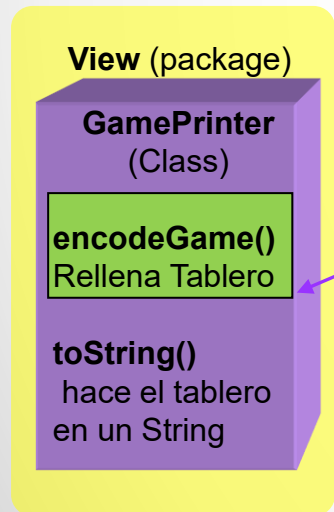 View (package)
GamePrinter
(Class)
encodeGame()
Rellena Tablero
toString()
hace el tablero
en un String